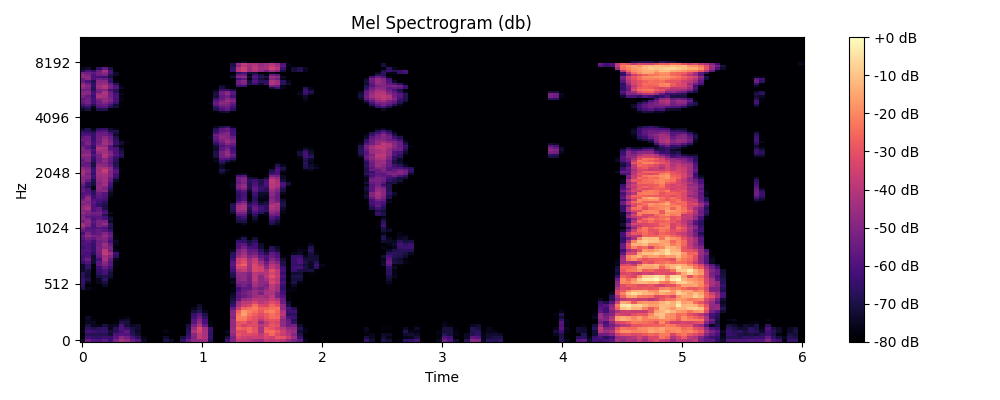 Mel Spectrogram (db)
Hz
8192
4096
2048
1024
512
0
0 1 2 3 4 5 6
Time
+0 dB
-10 dB
-20 dB
-30 dB
-40 dB
-50 dB
-60 dB
-70 dB
-80 dB